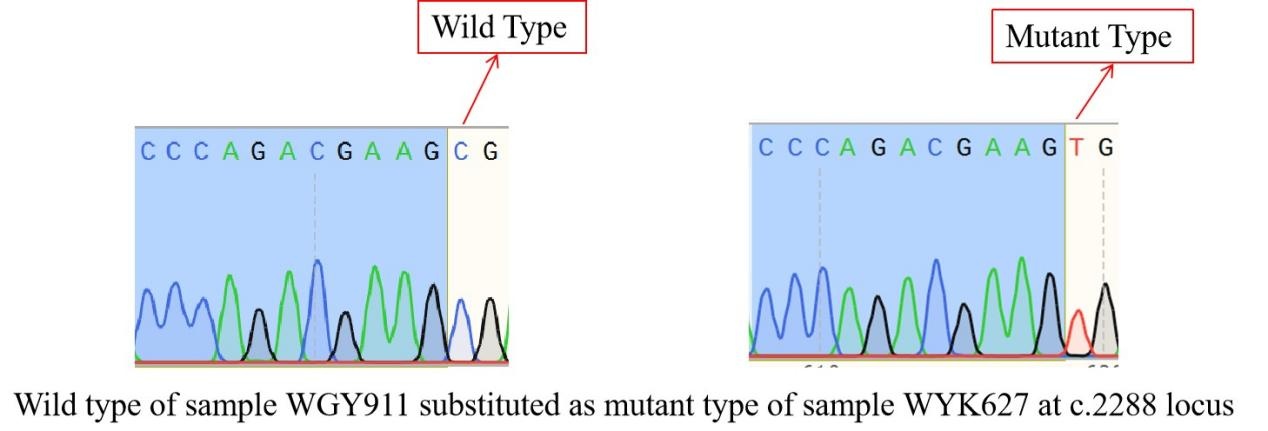 Wild Type
Mutant Type
C C C A G A C G A A G C G
C C C A G A C G A A G T G
Wild type of sample WGY911 substituted as mutant type of sample WYK627 at c.2288 locus